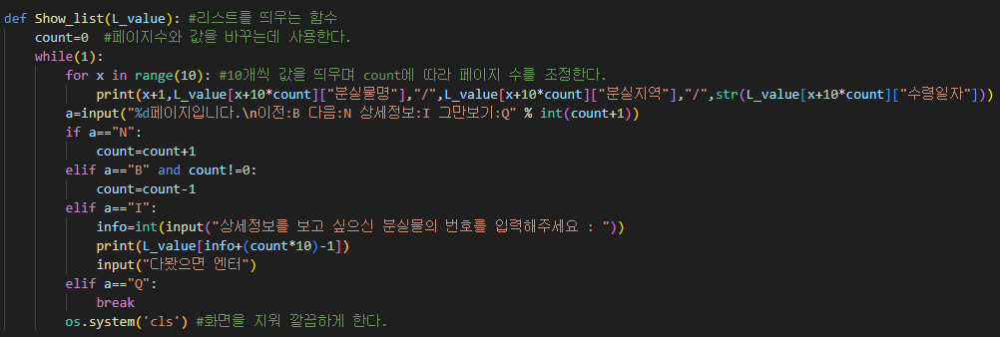 def Show_list(L_value): #리스트를 띄우는 함수
    count=0  #페이지수와 값을 바꾸는데 사용한다.
    while(1):
        for x in range(10): #10개씩 값을 띄우며 count에 따라 페이지 수를 조정한다.
            print(x+1,L_value[x+10*count]["분실물명"],"/",L_value[x+10*count]["분실지역"],"/",str(L_value[x+10*count]["수령일자"]))
        a=input("%d페이지입니다.\n이전:B 다음:N 상세정보:I 그만보기:Q" % int(count+1))
        if a=="N":
            count=count+1
        elif a=="B" and count!=0:
            count=count-1
        elif a=="I":
            info=int(input("상세정보를 보고 싶으신 분실물의 번호를 입력해주세요 : "))
            print(L_value[info+(count*10)-1])
            input("다봤으면 엔터")
        elif a=="Q":
            break
        os.system('cls') #화면을 지워 깔끔하게 한다.